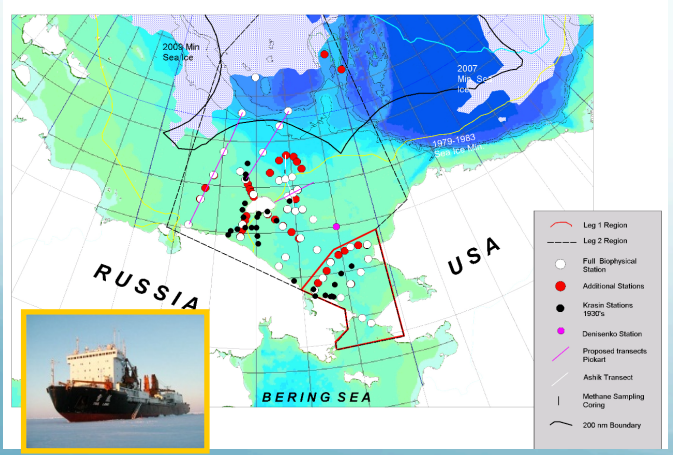 2009 Min
Sea Ice
2007
Min Sea
Ice
1979-1983
Sea Ice Min
RUSSIA
USA
BERING SEA
Leg 1 Region
Leg 2 Region
Full Biophysical
Station
Additional Stations
Krasin Stations
1930's
Denisenko Station
Proposed transects
Pickart
Ashik Transect
Methane Sampling
Coring
200 nm Boundary